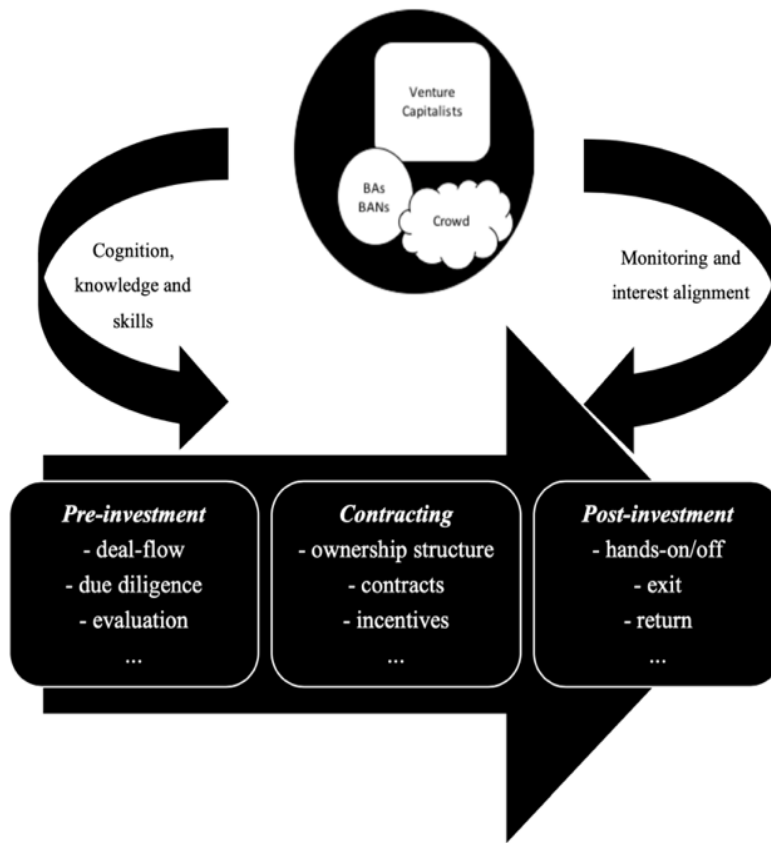 Venture
Capitalists
BAs
BANs
Crowd
Cognition,
knowledge and
skills
Monitoring and
interest alignment
Pre-investment
- deal-flow
- due diligence
- evaluation
...
Contracting
- ownership structure
- contracts
- incentives
...
Post-investment
- hands-on/off
- exit
- return
...